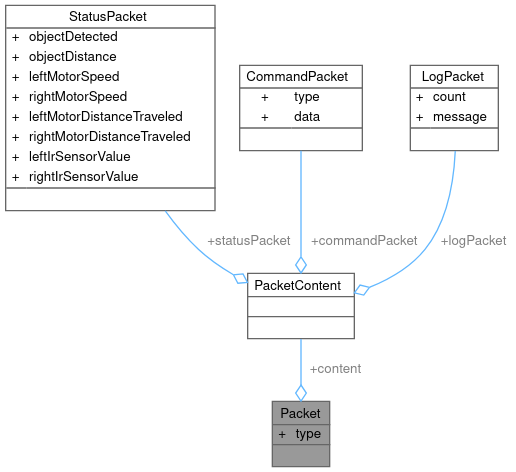 StatusPacket
+ objectDetected
+ objectDistance
+ leftMotorSpeed
+ rightMotorSpeed
+ leftMotorDistanceTraveled
+ rightMotorDistanceTraveled
+ leftIrSensorValue
+ rightIrSensorValue
CommandPacket
+ type
+ data
LogPacket
+ count
+ message
+statusPacket
+commandPacket
+logPacket
PacketContent
+content
Packet
+ type